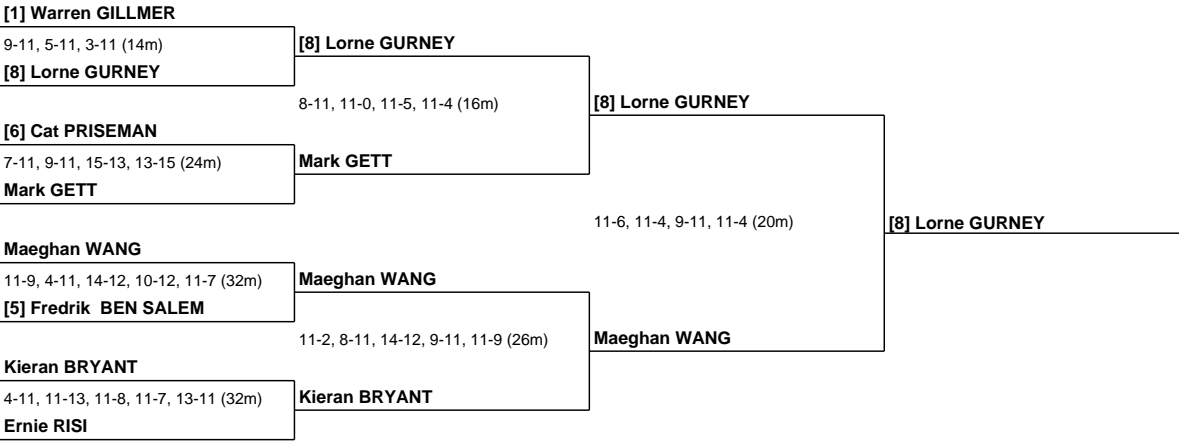 [1] Warren GILLMER
9-11, 5-11, 3-11 (14m)
[8] Lorne GURNEY
[8] Lorne GURNEY
8-11, 11-0, 11-5, 11-4 (16m)
[8] Lorne GURNEY
[6] Cat PRISEMAN
7-11, 9-11, 15-13, 13-15 (24m)
Mark GETT
Mark GETT
11-6, 11-4, 9-11, 11-4 (20m)
[8] Lorne GURNEY
Maeghan WANG
11-9, 4-11, 14-12, 10-12, 11-7 (32m)
Maeghan WANG
[5] Fredrik  BEN SALEM
11-2, 8-11, 14-12, 9-11, 11-9 (26m)
Maeghan WANG
Kieran BRYANT
4-11, 11-13, 11-8, 11-7, 13-11 (32m)
Kieran BRYANT
Ernie RISI